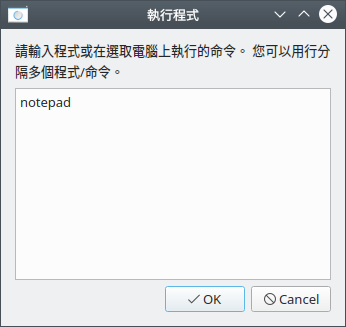 執行程式
請輸入程式或在選取電腦上執行的命令。 您可以用行分
隔多個程式/命令。
notepad
OK
Cancel